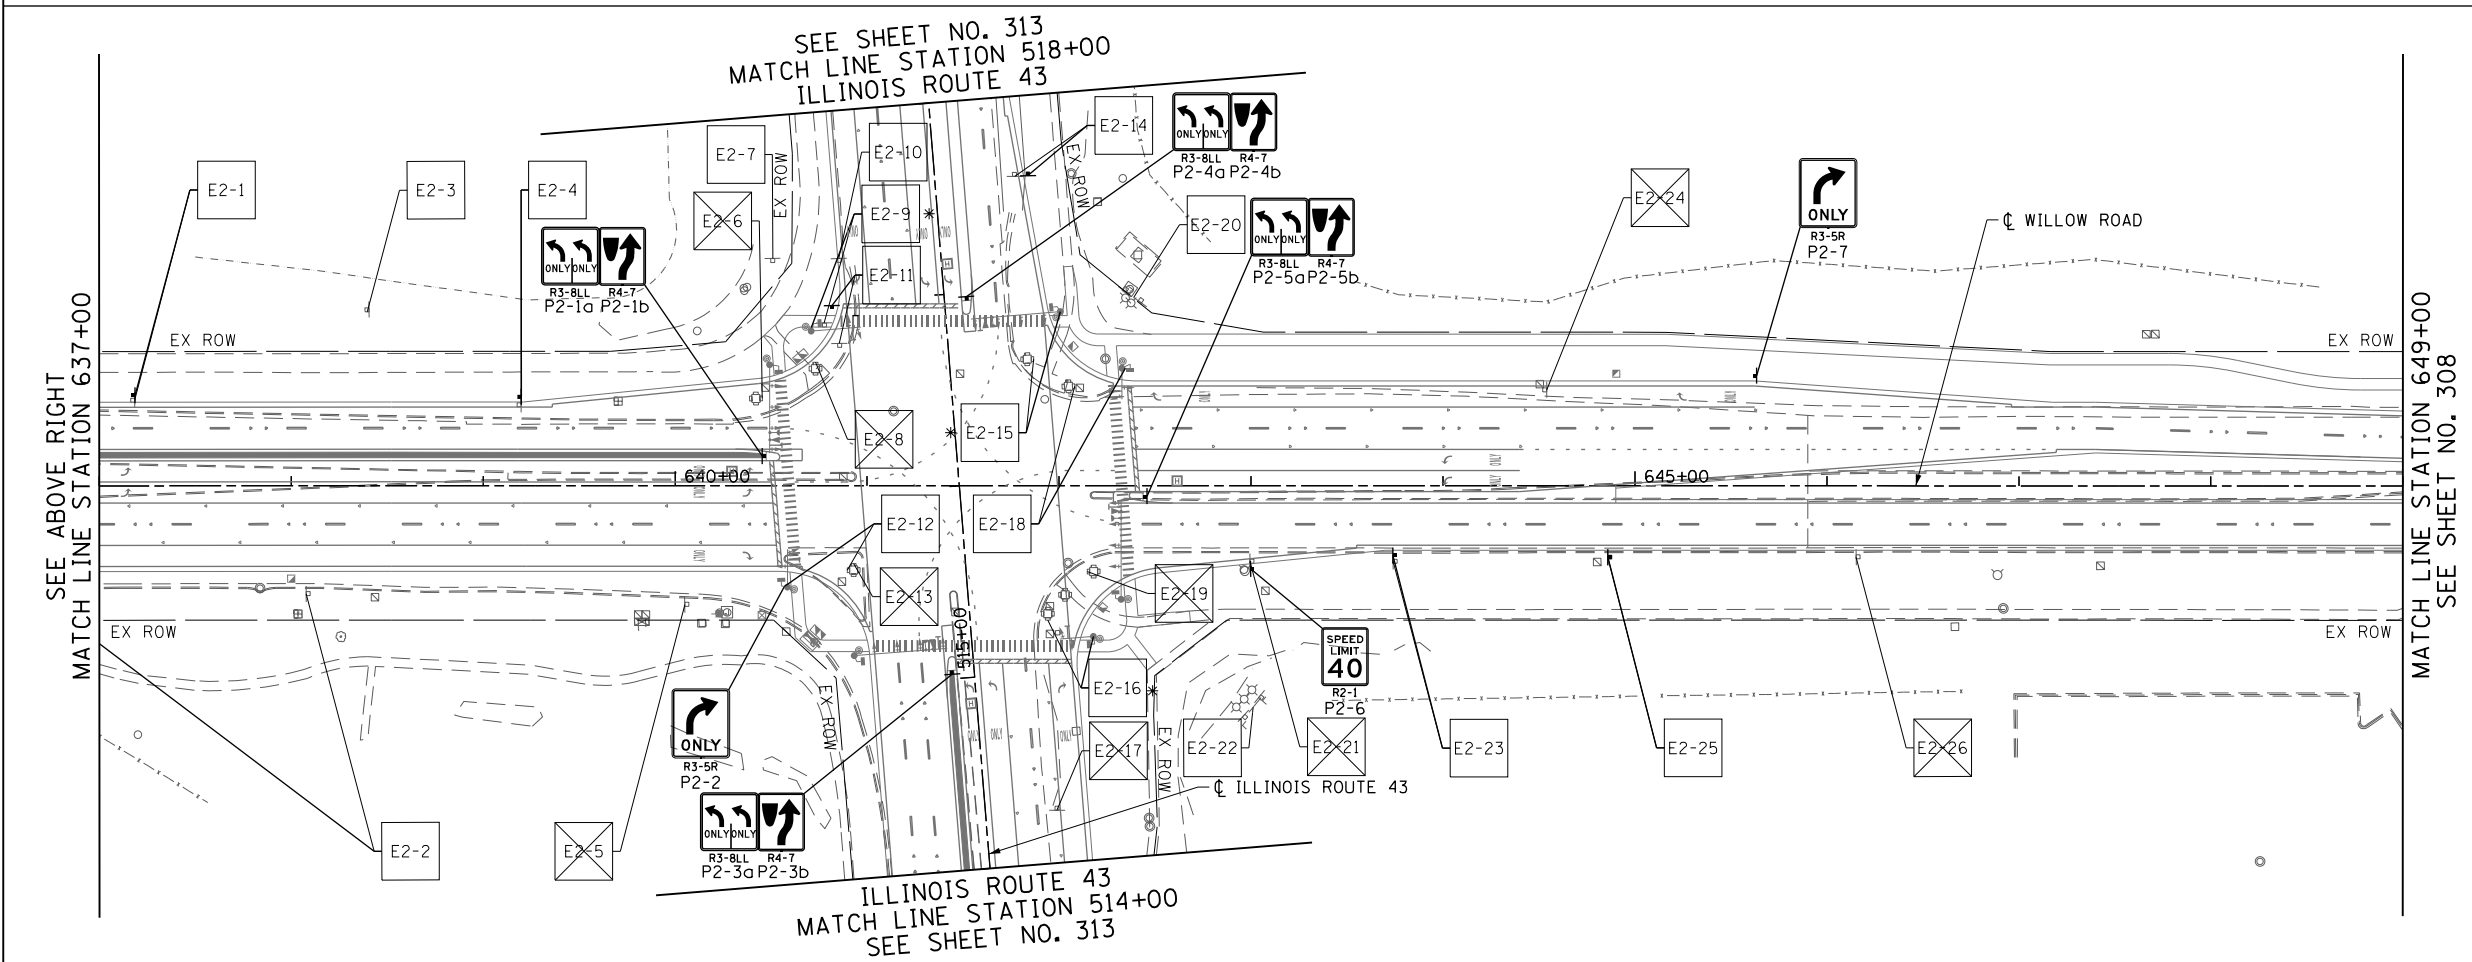 SEE SHEET NO. 313
MATCH LINE STATION 518+00
ILLINOIS ROUTE 43
E2-1
E2-3
E2-4
E2-7
E2-6
E2-10
E2-9
E2-11
E2-14
E2-20
E2-24
EX ROW
EX ROW
ONLY ONLY
R3-8LL R4-7
P2-4a P2-4b
ONLY ONLY
R3-8LL R4-7
P2-5a P2-5b
ONLY ONLY
R3-8LL R4-7
P2-1a P2-1b
ONLY
R3-5R
P2-7
℄ WILLOW ROAD
EX ROW
EX ROW
SEE ABOVE RIGHT
MATCH LINE STATION 637+00
MATCH LINE STATION 649+00
SEE SHEET NO. 308
E2-8
E2-15
640+00
645+00
E2-12
E2-18
E2-13
E2-19
515+00
EX ROW
EX ROW
SPEED
LIMIT
40
R2-1
P2-6
E2-16
E2-17
E2-22
E2-21
E2-23
E2-25
E2-26
EX ROW
EX ROW
ONLY
R3-5R
P2-2
ONLY ONLY ONLY
ONLY ONLY
R3-8LL R4-7
P2-3a P2-3b
℄ ILLINOIS ROUTE 43
E2-2
E2-5
ILLINOIS ROUTE 43
MATCH LINE STATION 514+00
SEE SHEET NO. 313